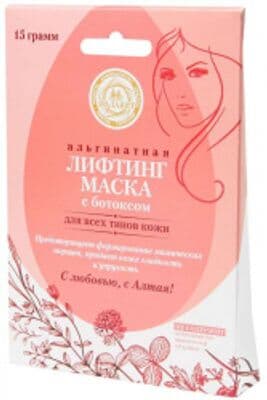 15 грамм
альгинатная
ЛИФТИНГ
МАСКА
с ботоксом
для всех типов кожи
Предотвращает формирование мимических
морщин, придает коже гладкость
и упругость
С любовью, с Алтая!